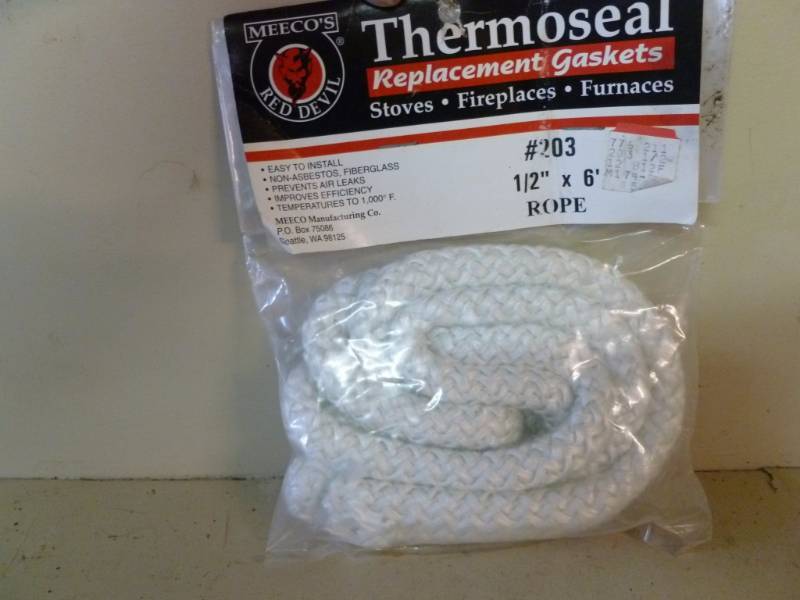 MEECO'S
RED DEVIL
®
Thermoseal
Replacement Gaskets
Stoves • Fireplaces • Furnaces
• EASY TO INSTALL
• NON-ASBESTOS, FIBERGLASS
• PREVENTS AIR LEAKS
• IMPROVES EFFICIENCY
• TEMPERATURES TO 1,000° F.
MEECO Manufacturing Co.
P.O. Box 75086
Seattle, WA 98125
#203
1/2" x 6'
ROPE